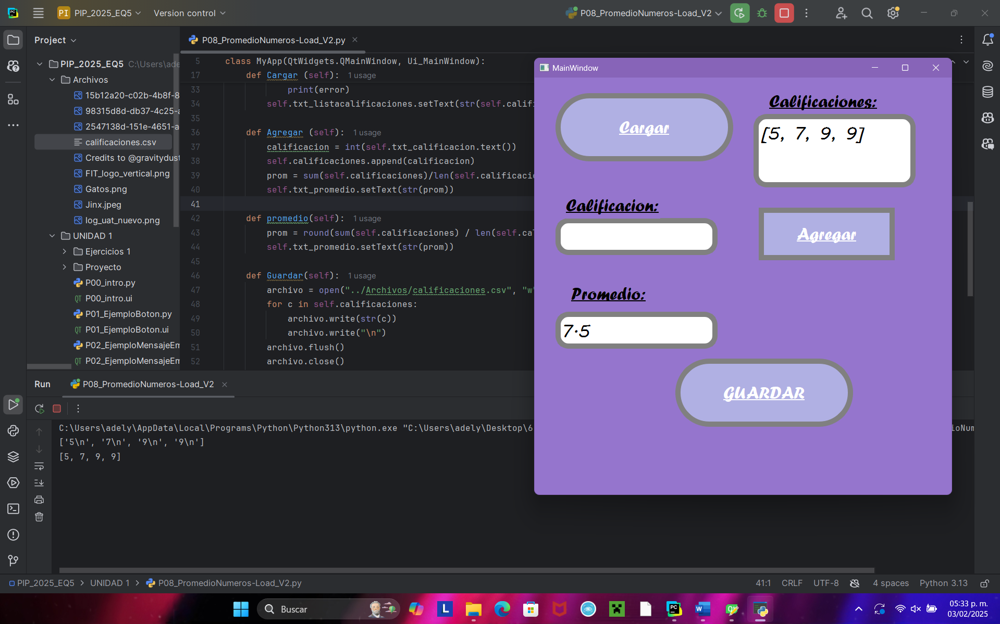 PI PIP_2025_EQ5 Version control P08_PromedioNumeros-Load_V2
Project
PIP_2025_EQ5 C:\Users\ade
Archivos
15b12a20-c02b-4b8f-8
98315d8d-db37-4c25-a
2547138d-151e-4651-a
calificaciones.csv
Credits to @gravitydust
FIT_logo_vertical.png
Gatos.png
Jinx.jpeg
log_uat_nuevo.png
UNIDAD 1
Ejercicios 1
Proyecto
P00_intro.py
P00_intro.ui
P01_EjemploBoton.py
P01_EjemploBoton.ui
P02_EjemploMensajeEm
P02_EjemploMensajeEm
P08_PromedioNumeros-Load_V2.py
5 class MyApp(QtWidgets.QMainWindow, Ui_MainWindow):
17 def Cargar (self): 1 usage
33 print(error)
34 self.txt_listacalificaciones.setText(str(self.calif
35
36 def Agregar (self): 1 usage
37 calificacion = int(self.txt_calificacion.text())
38 self.calificaciones.append(calificacion)
39 prom = sum(self.calificaciones)/len(self.calificaci
40 self.txt_promedio.setText(str(prom))
41
42 def promedio(self): 1 usage
43 prom = round(sum(self.calificaciones) / len(self.ca
44 self.txt_promedio.setText(str(prom))
45
46 def Guardar(self): 1 usage
47 archivo = open("../Archivos/calificaciones.csv", "w"
48 for c in self.calificaciones:
49 archivo.write(str(c))
50 archivo.write("\n")
51 archivo.flush()
52 archivo.close()
MainWindow
Cargar
Calificaciones:
[5, 7, 9, 9]
Calificacion:
Agregar
Promedio:
7.5
GUARDAR
Run P08_PromedioNumeros-Load_V2
C:\Users\adely\AppData\Local\Programs\Python\Python313\python.exe "C:\Users\adely\Desktop\6 ioNum
['5\n', '7\n', '9\n', '9\n']
[5, 7, 9, 9]
PIP_2025_EQ5 > UNIDAD 1 > P08_PromedioNumeros-Load_V2.py 41:1 CRLF UTF-8 4 spaces Python 3.13
Buscar
05:33 p. m.
03/02/2025